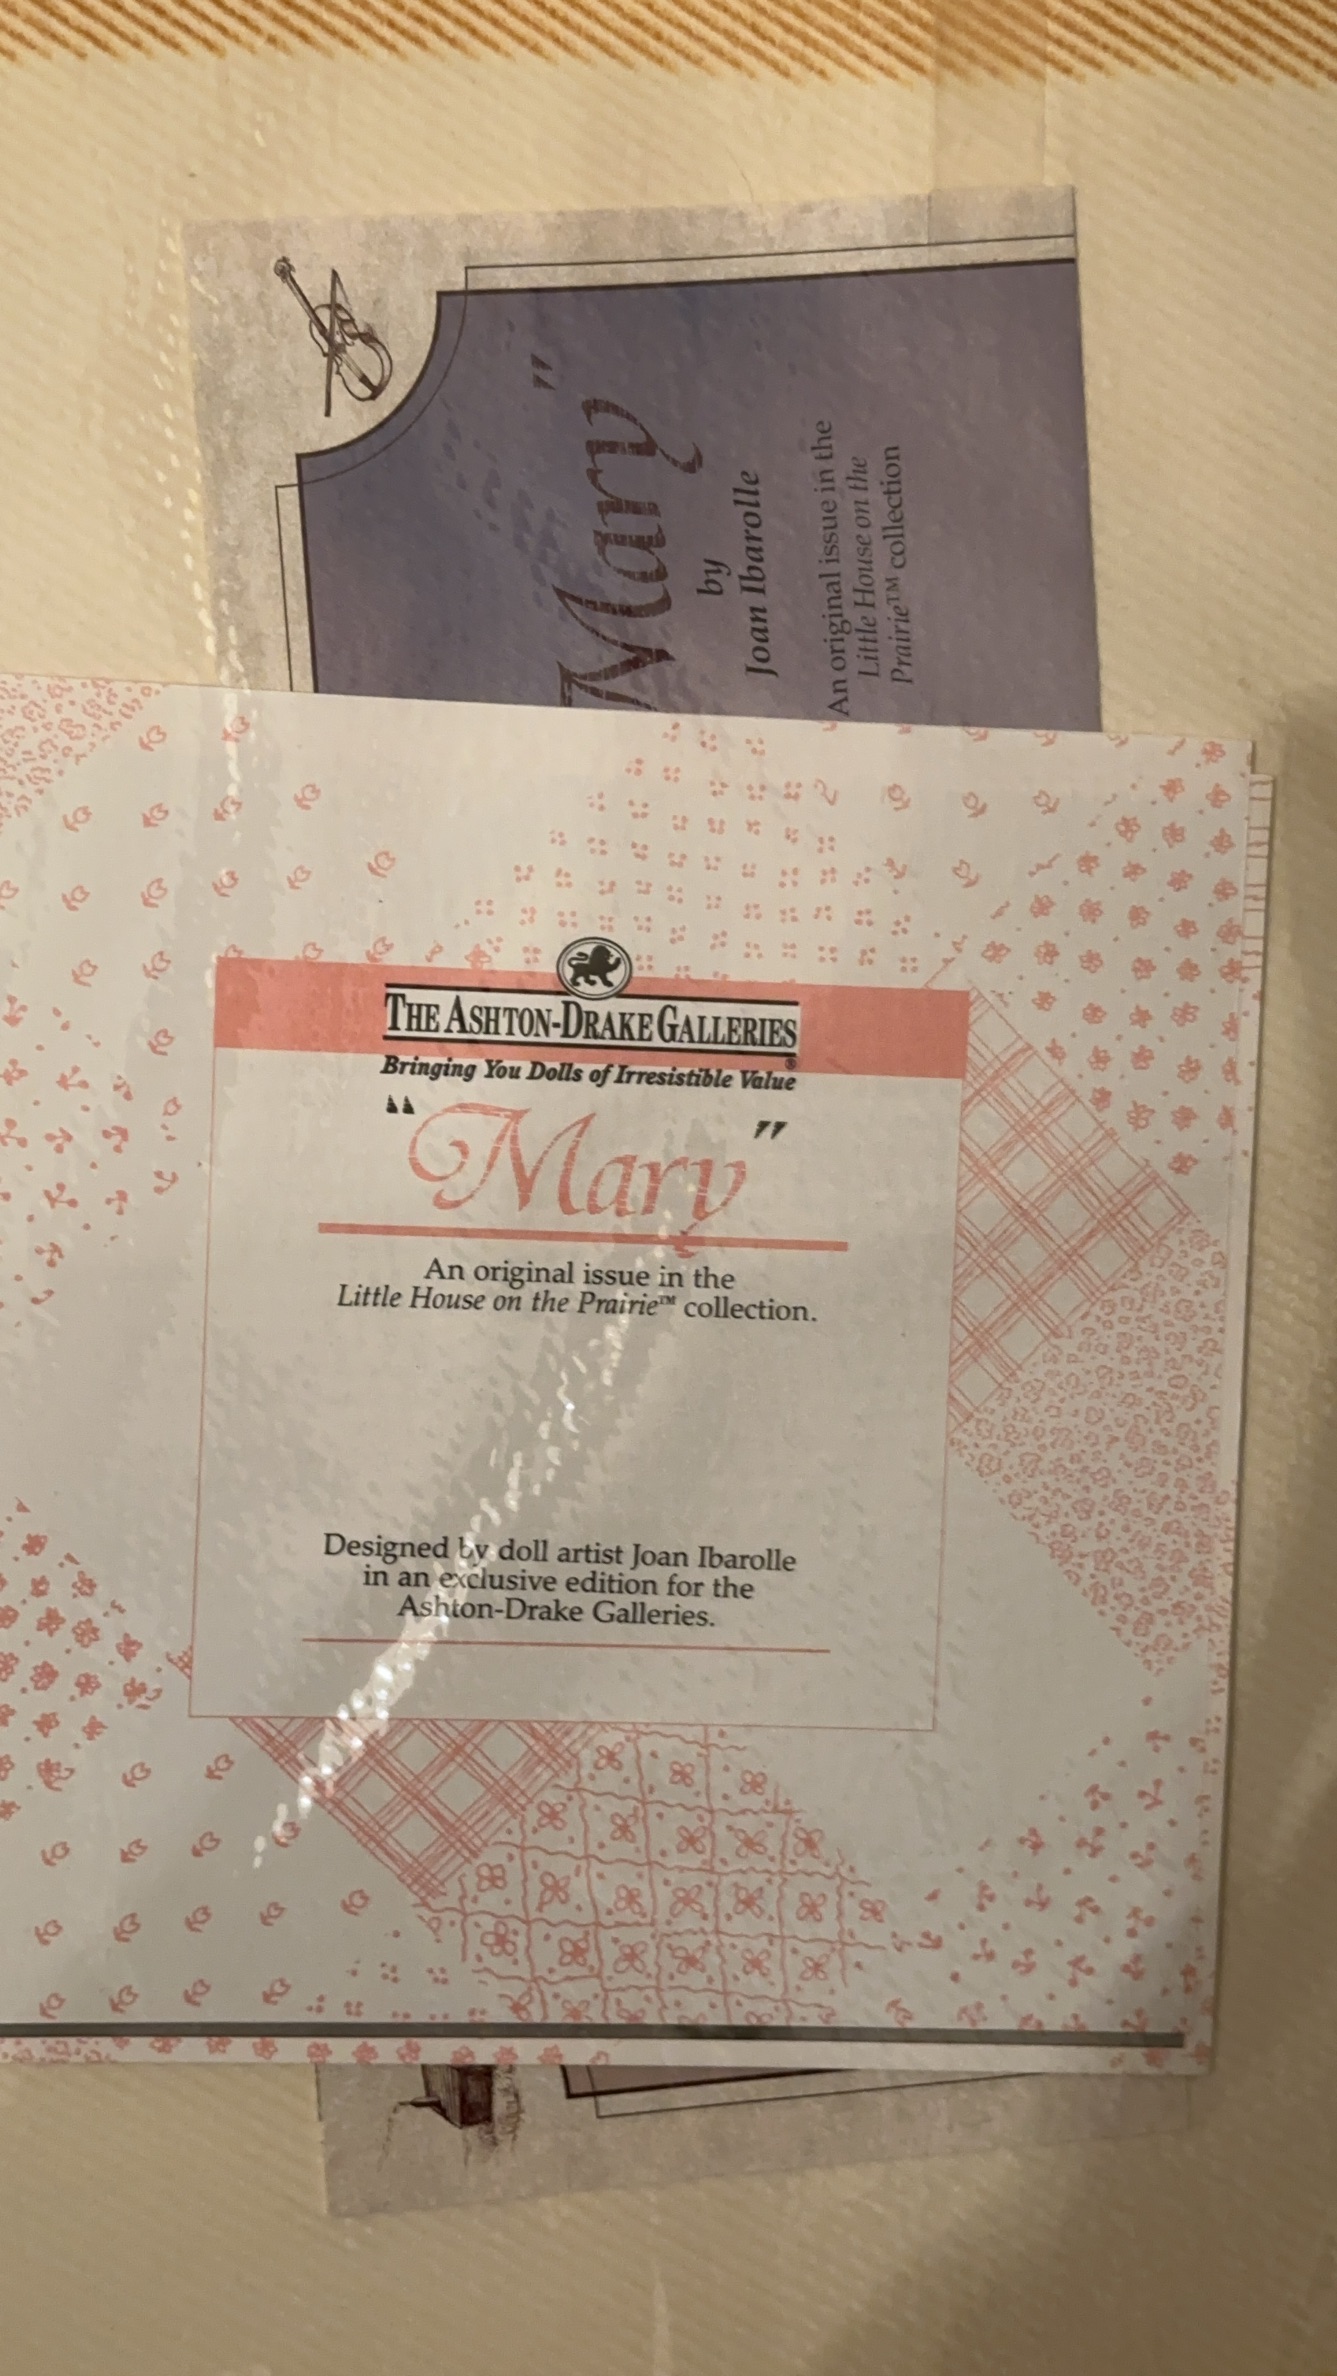 "Mary"
by
Joan Ibarolle
An original issue in the
Little House on the
Prairie™ collection
THE ASHTON-DRAKE GALLERIES
®
Bringing You Dolls of Irresistible Value
"Mary"
An original issue in the
Little House on the Prairie™ collection.
Designed by doll artist Joan Ibarolle
in an exclusive edition for the
Ashton-Drake Galleries.